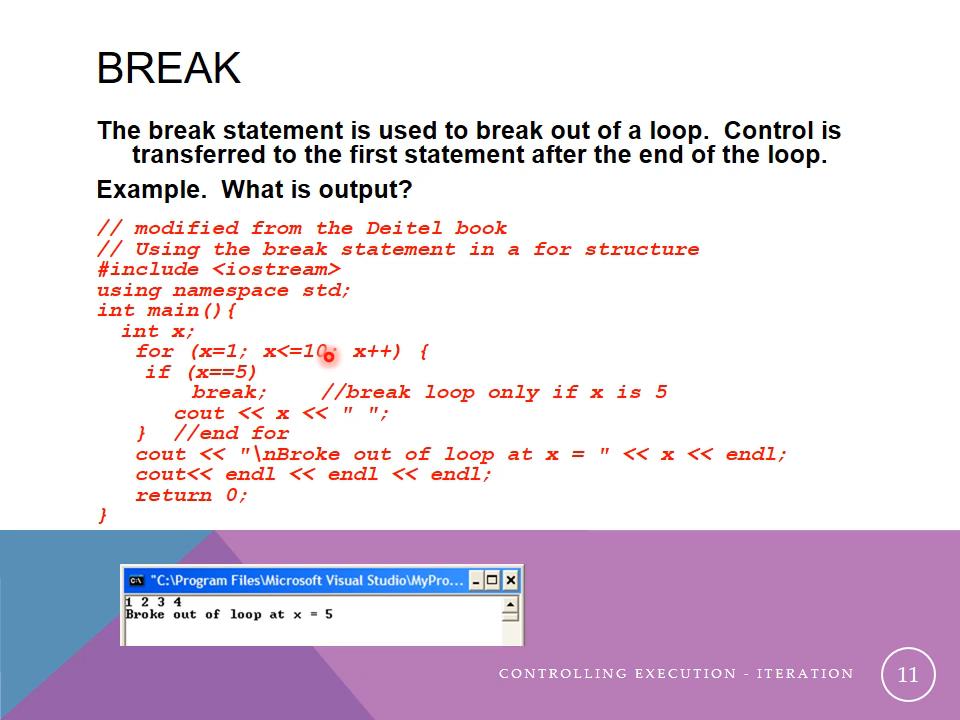 BREAK
The break statement is used to break out of a loop. Control is
transferred to the first statement after the end of the loop.
Example. What is output?
// modified from the Deitel book
// Using the break statement in a for structure
#include <iostream>
using namespace std;
int main(){
int x;
for (x=1; x<=10; x++) {
if (x==5)
break; //break loop only if x is 5
cout << x << " ";
} //end for
cout << "\nBroke out of loop at x = " << x << endl;
cout<< endl << endl << endl;
return 0;
}
"C:\Program Files\Microsoft Visual Studio\MyPro...
1 2 3 4
Broke out of loop at x = 5
CONTROLLING EXECUTION - ITERATION
11